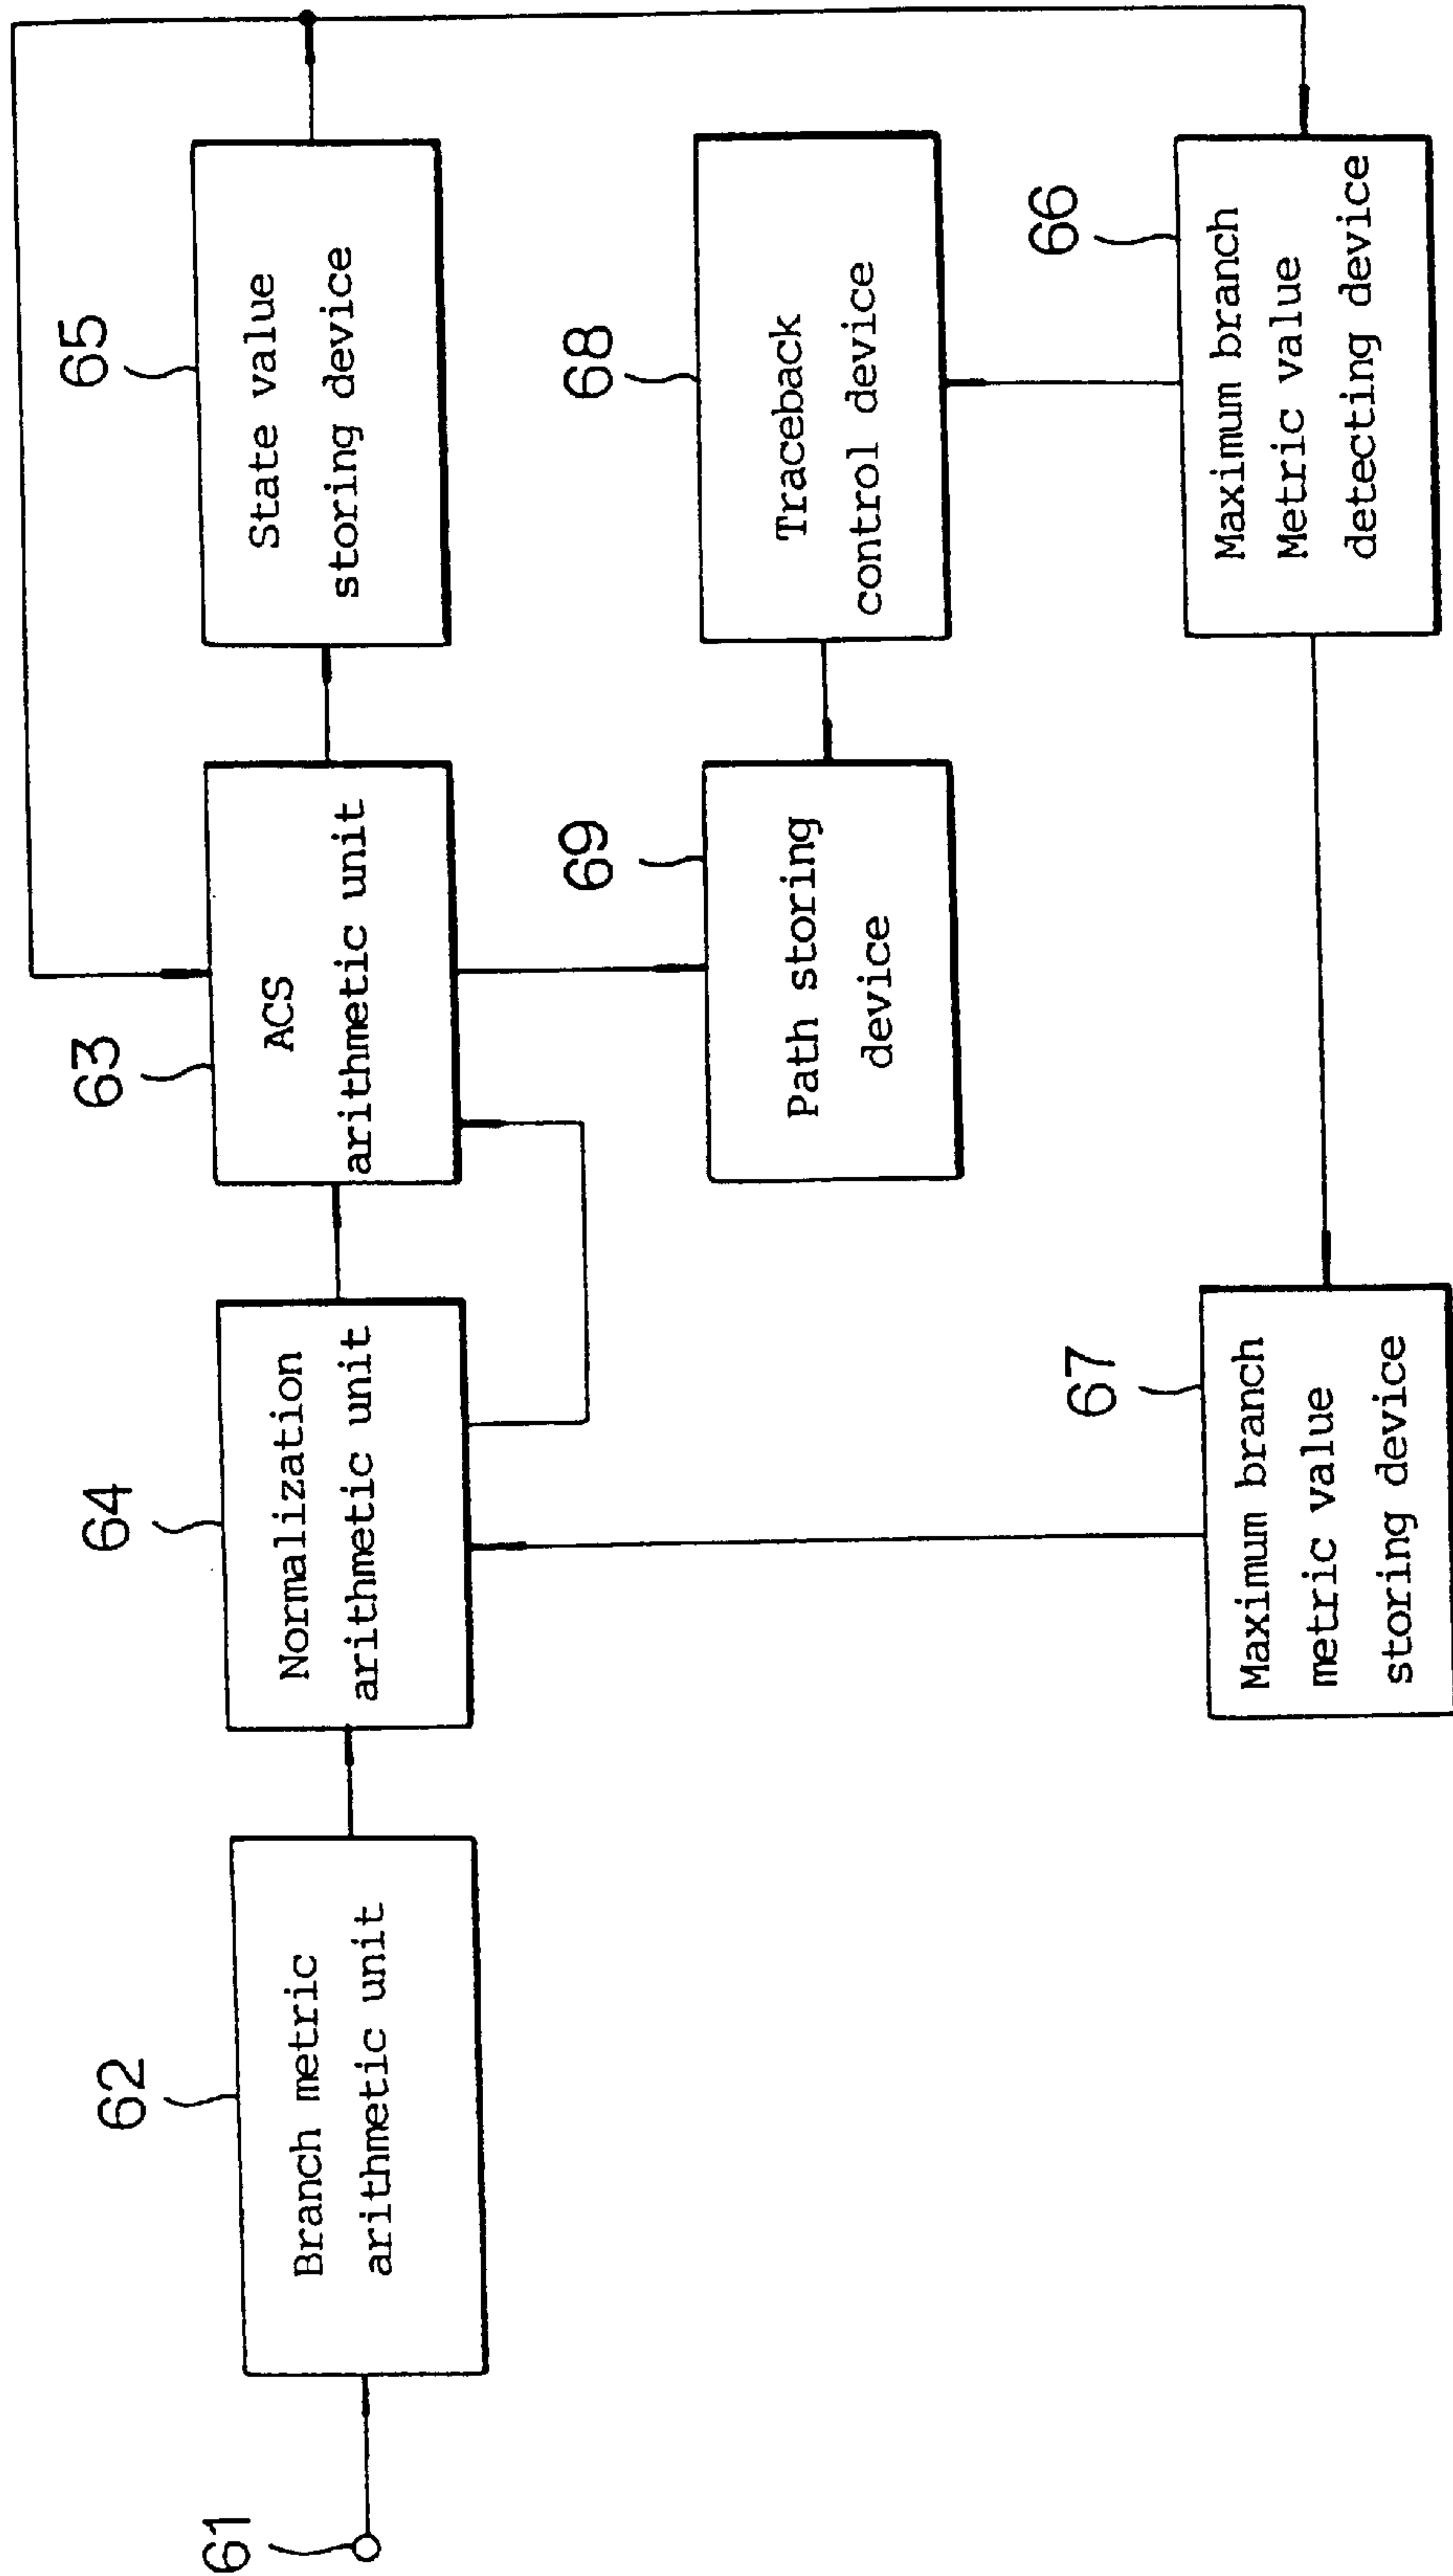 61
62
Branch metric
arithmetic unit
64
Normalization
arithmetic unit
63
ACS
arithmetic unit
65
State value
storing device
69
Path storing
device
68
Traceback
control device
67
Maximum branch
metric value
storing device
66
Maximum branch
Metric value
detecting device